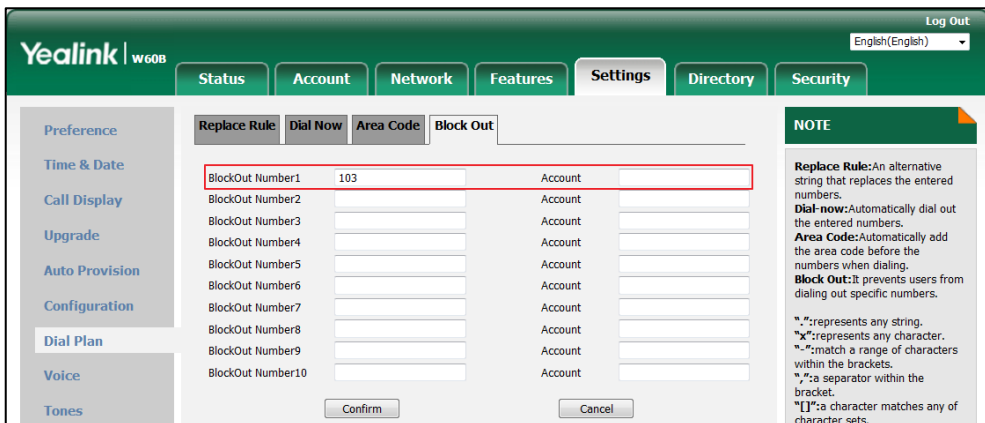 Log Out
Yealink | W60B
English(English)
Status Account Network Features Settings Directory Security
Preference
Time & Date
Call Display
Upgrade
Auto Provision
Configuration
Dial Plan
Voice
Tones
Replace Rule Dial Now Area Code Block Out
BlockOut Number1 103 Account
BlockOut Number2 Account
BlockOut Number3 Account
BlockOut Number4 Account
BlockOut Number5 Account
BlockOut Number6 Account
BlockOut Number7 Account
BlockOut Number8 Account
BlockOut Number9 Account
BlockOut Number10 Account
Confirm Cancel
NOTE
Replace Rule:An alternative
string that replaces the entered
numbers.
Dial-now:Automatically dial out
the entered numbers.
Area Code:Automatically add
the area code before the
numbers when dialing.
Block Out:It prevents users from
dialing out specific numbers.
".":represents any string.
"x":represents any character.
"-":match a range of characters
within the brackets.
",":a separator within the
bracket.
"[]":a character matches any of
character sets.